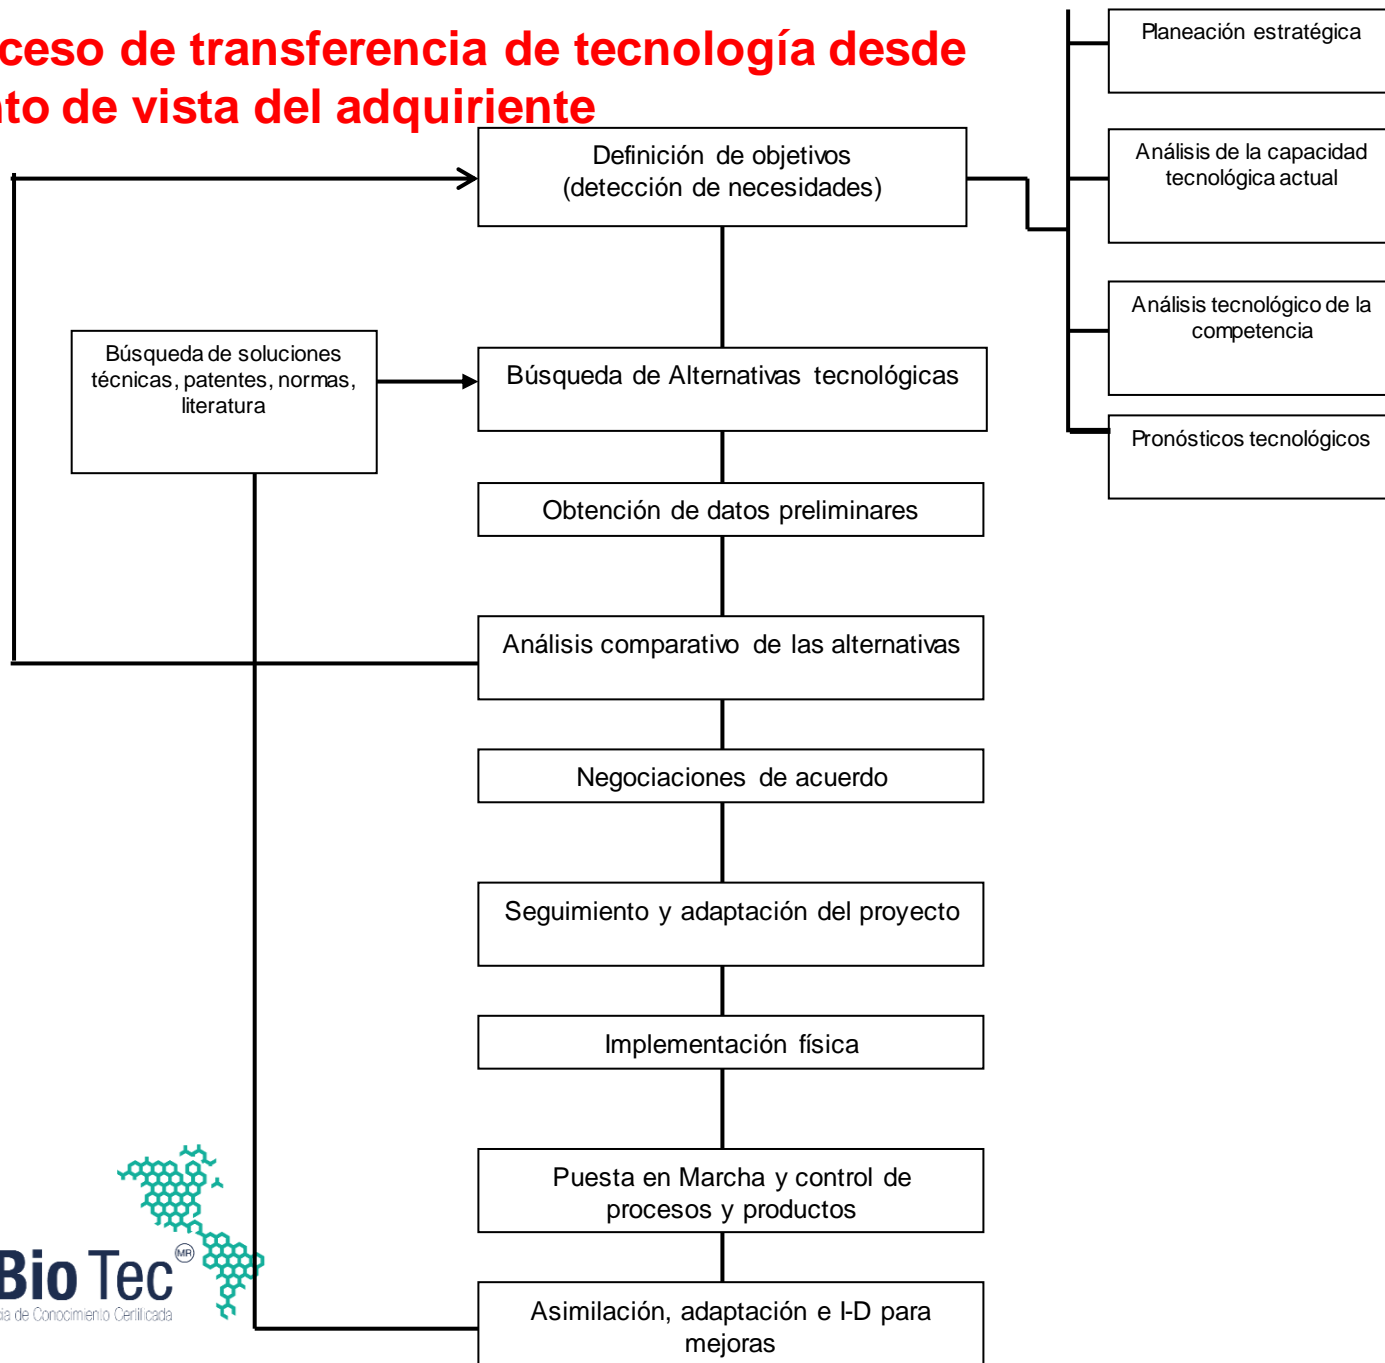 ceso de transferencia de tecnología desde
nto de vista del adquiriente
Planeación estratégica
Definición de objetivos
(detección de necesidades)
Análisis de la capacidad
tecnológica actual
Análisis tecnológico de la
competencia
Pronósticos tecnológicos
Búsqueda de soluciones
técnicas, patentes, normas,
literatura
Búsqueda de Alternativas tecnológicas
Obtención de datos preliminares
Análisis comparativo de las alternativas
Negociaciones de acuerdo
Seguimiento y adaptación del proyecto
Implementación física
Puesta en Marcha y control de
procesos y productos
Asimilación, adaptación e I-D para
mejoras
Bio Tec MR
cia de Conocimiento Certificada